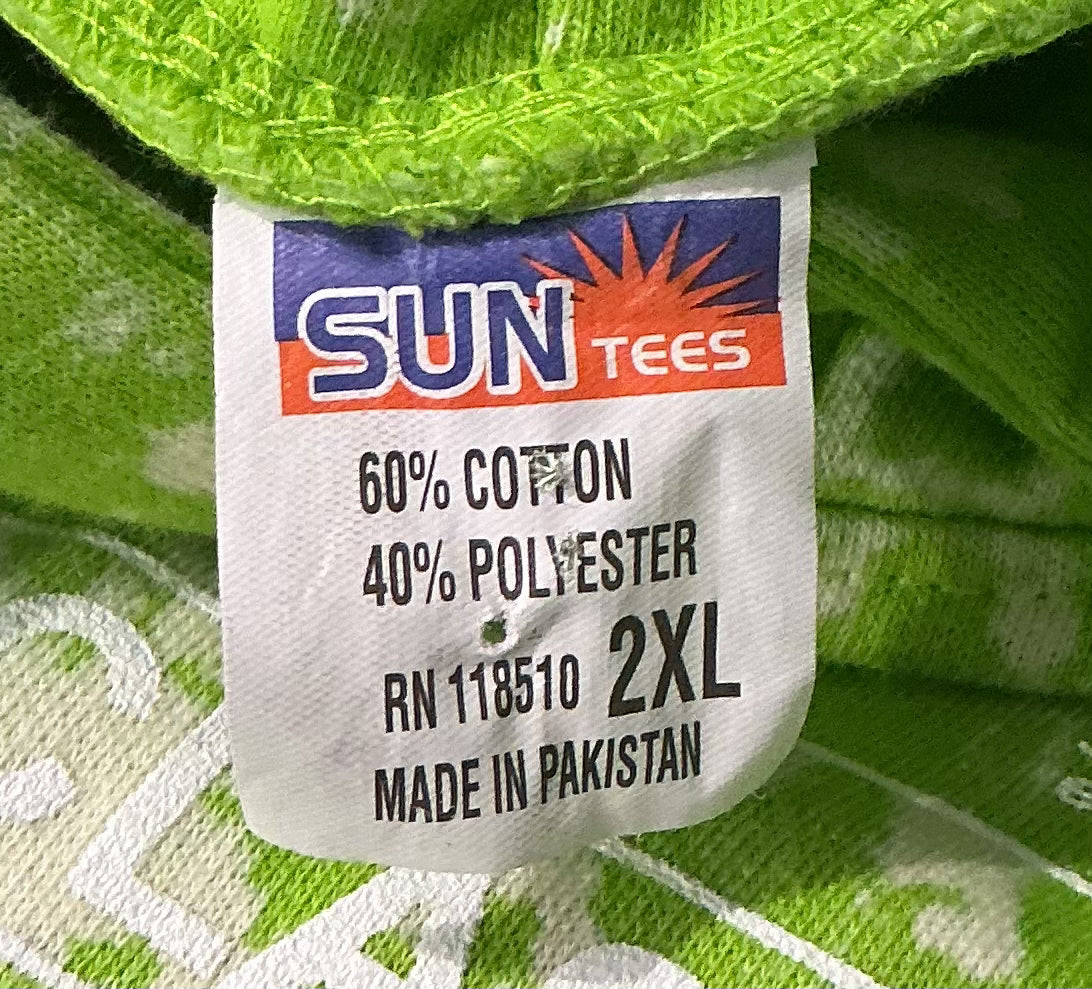 SUN TEES
60% COTTON
40% POLYESTER
RN 118510 2XL
MADE IN PAKISTAN